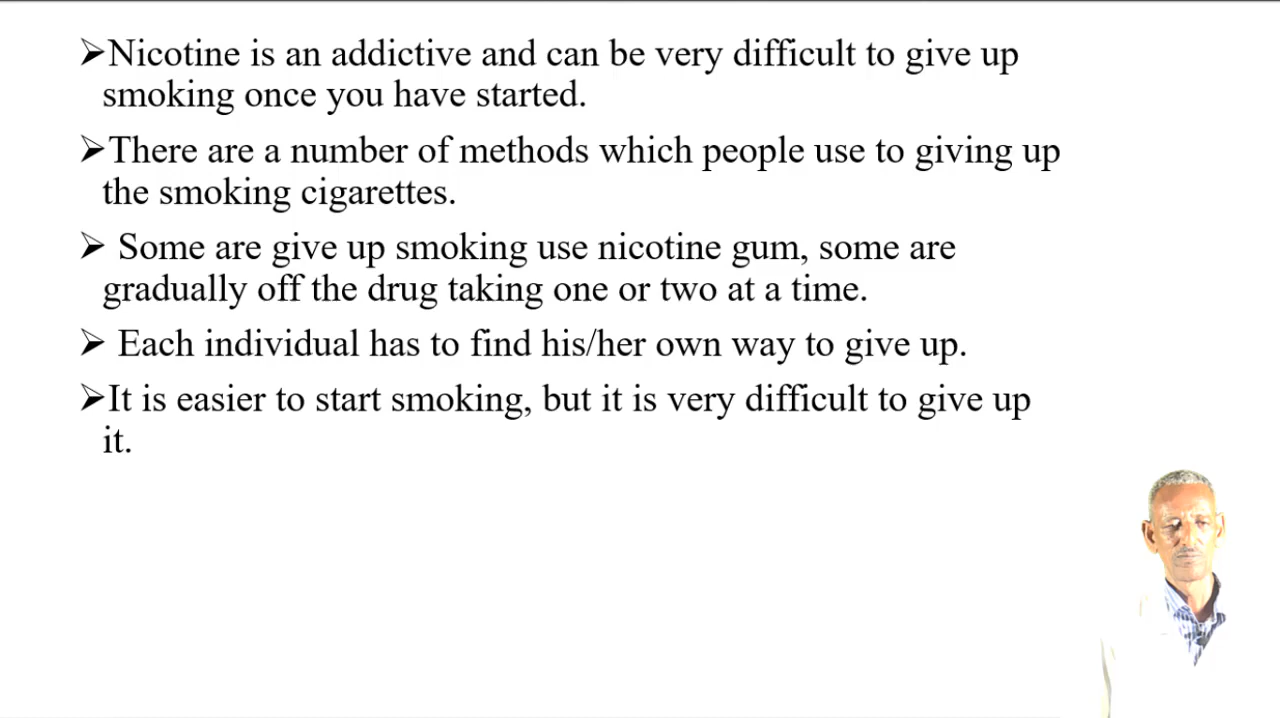 ➢Nicotine is an addictive and can be very difficult to give up
smoking once you have started.
➢There are a number of methods which people use to giving up
the smoking cigarettes.
➢ Some are give up smoking use nicotine gum, some are
gradually off the drug taking one or two at a time.
➢ Each individual has to find his/her own way to give up.
➢It is easier to start smoking, but it is very difficult to give up
it.